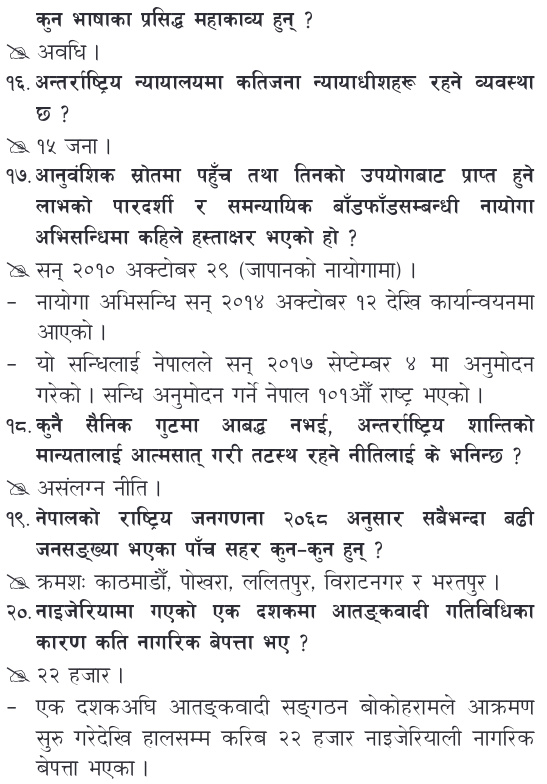 कुन भाषाका प्रसिद्ध महाकाव्य हुन् ?
अवधि ।
१६. अन्तर्राष्ट्रिय न्यायालयमा कतिजना न्यायाधीशहरू रहने व्यवस्था
छ ?
१५ जना ।
१७. आनुवंशिक स्रोतमा पहुँच तथा तिनको उपयोगबाट प्राप्त हुने
लाभको पारदर्शी र समन्यायिक बाँडफाँडसम्बन्धी नायोगा
अभिसन्धिमा कहिले हस्ताक्षर भएको हो ?
सन् २०१० अक्टोबर २९ (जापानको नायोगामा) ।
– नायोगा अभिसन्धि सन् २०१४ अक्टोबर १२ देखि कार्यान्वयनमा
आएको ।
– यो सन्धिलाई नेपालले सन् २०१७ सेप्टेम्बर ४ मा अनुमोदन
गरेको । सन्धि अनुमोदन गर्ने नेपाल १०१औँ राष्ट्र भएको ।
१८. कुनै सैनिक गुटमा आबद्ध नभई, अन्तर्राष्ट्रिय शान्तिको
मान्यतालाई आत्मसात् गरी तटस्थ रहने नीतिलाई के भनिन्छ ?
असंलग्न नीति ।
१९. नेपालको राष्ट्रिय जनगणना २०६८ अनुसार सबैभन्दा बढी
जनसङ्ख्या भएका पाँच सहर कुन-कुन हुन् ?
क्रमशः काठमाडौँ, पोखरा, ललितपुर, विराटनगर र भरतपुर ।
२०. नाइजेरियामा गएको एक दशकमा आतङ्कवादी गतिविधिका
कारण कति नागरिक बेपत्ता भए ?
२२ हजार ।
– एक दशकअघि आतङ्कवादी सङ्गठन बोकोहरामले आक्रमण
सुरु गरेदेखि हालसम्म करिब २२ हजार नाइजेरियाली नागरिक
बेपत्ता भएका ।